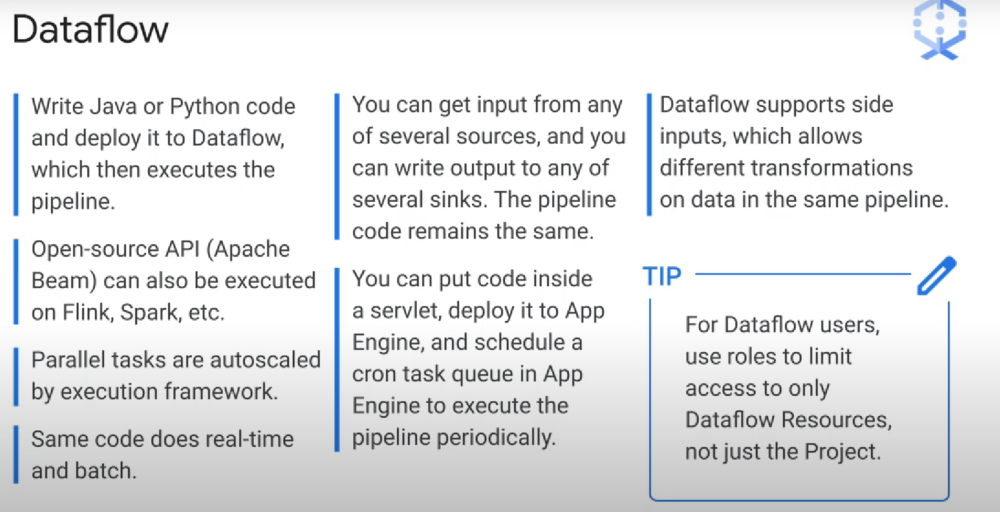 Dataflow
Write Java or Python code
and deploy it to Dataflow,
which then executes the
pipeline.
Open-source API (Apache
Beam) can also be executed
on Flink, Spark, etc.
Parallel tasks are autoscaled
by execution framework.
Same code does real-time
and batch.
You can get input from any
of several sources, and you
can write output to any of
several sinks. The pipeline
code remains the same.
You can put code inside
a servlet, deploy it to App
Engine, and schedule a
cron task queue in App
Engine to execute the
pipeline periodically.
Dataflow supports side
inputs, which allows
different transformations
on data in the same pipeline.
TIP
For Dataflow users,
use roles to limit
access to only
Dataflow Resources,
not just the Project.